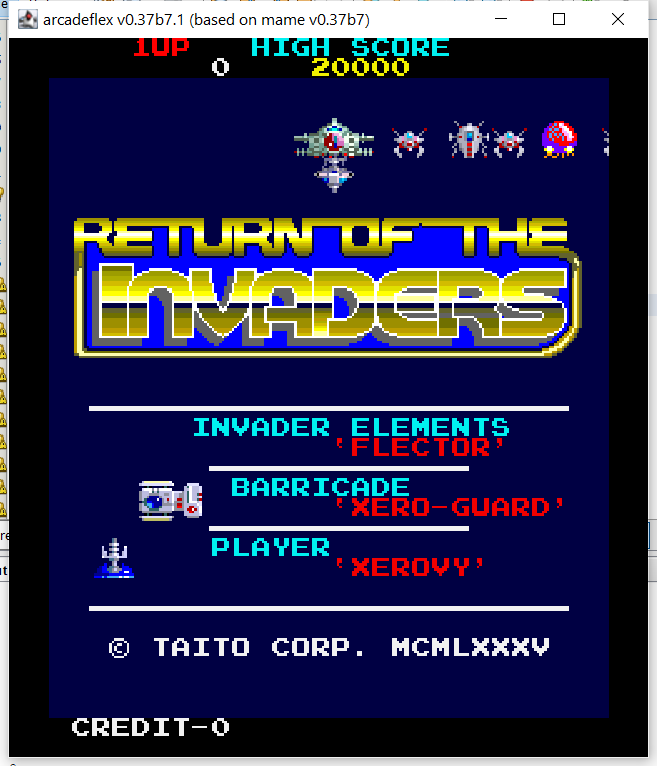 arcadeflex v0.37b7.1 (based on mame v0.37b7)
1UP HIGH SCORE
0 20000
RETURN OF THE
INVADERS
INVADER ELEMENTS
'FLECTOR'
BARRICADE
'XERO-GUARD'
PLAYER
'XEROVY'
© TAITO CORP. MCMLXXXV
CREDIT-0